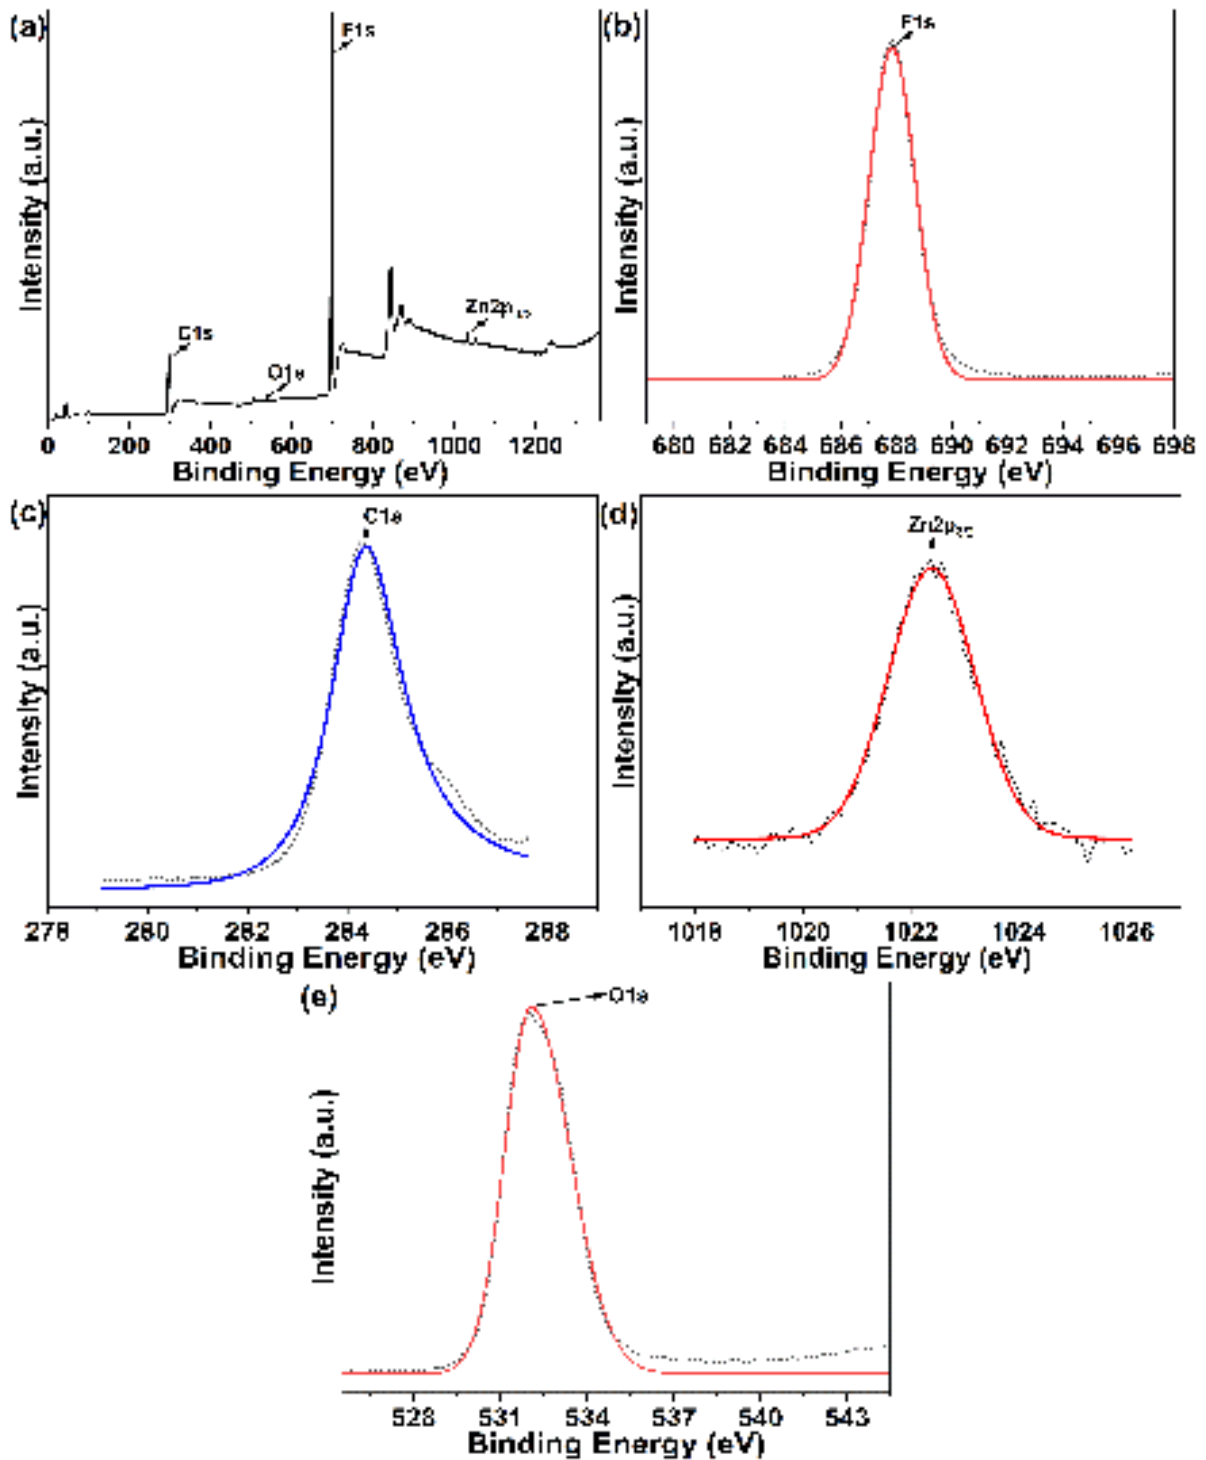 (a)
F1s
C1s
O1s
Zn2p
Intensity (a.u.)
0 200 400 600 800 1000 1200
Binding Energy (eV)
(b)
F1s
Intensity (a.u.)
680 682 684 686 688 690 692 694 696 698
Binding Energy (eV)
(c)
C1s
Intensity (a.u.)
278 280 282 284 286 288
Binding Energy (eV)
(d)
Zn2p
Intensity (a.u.)
1018 1020 1022 1024 1026
Binding Energy (eV)
(e)
O1s
Intensity (a.u.)
528 531 534 537 540 543
Binding Energy (eV)